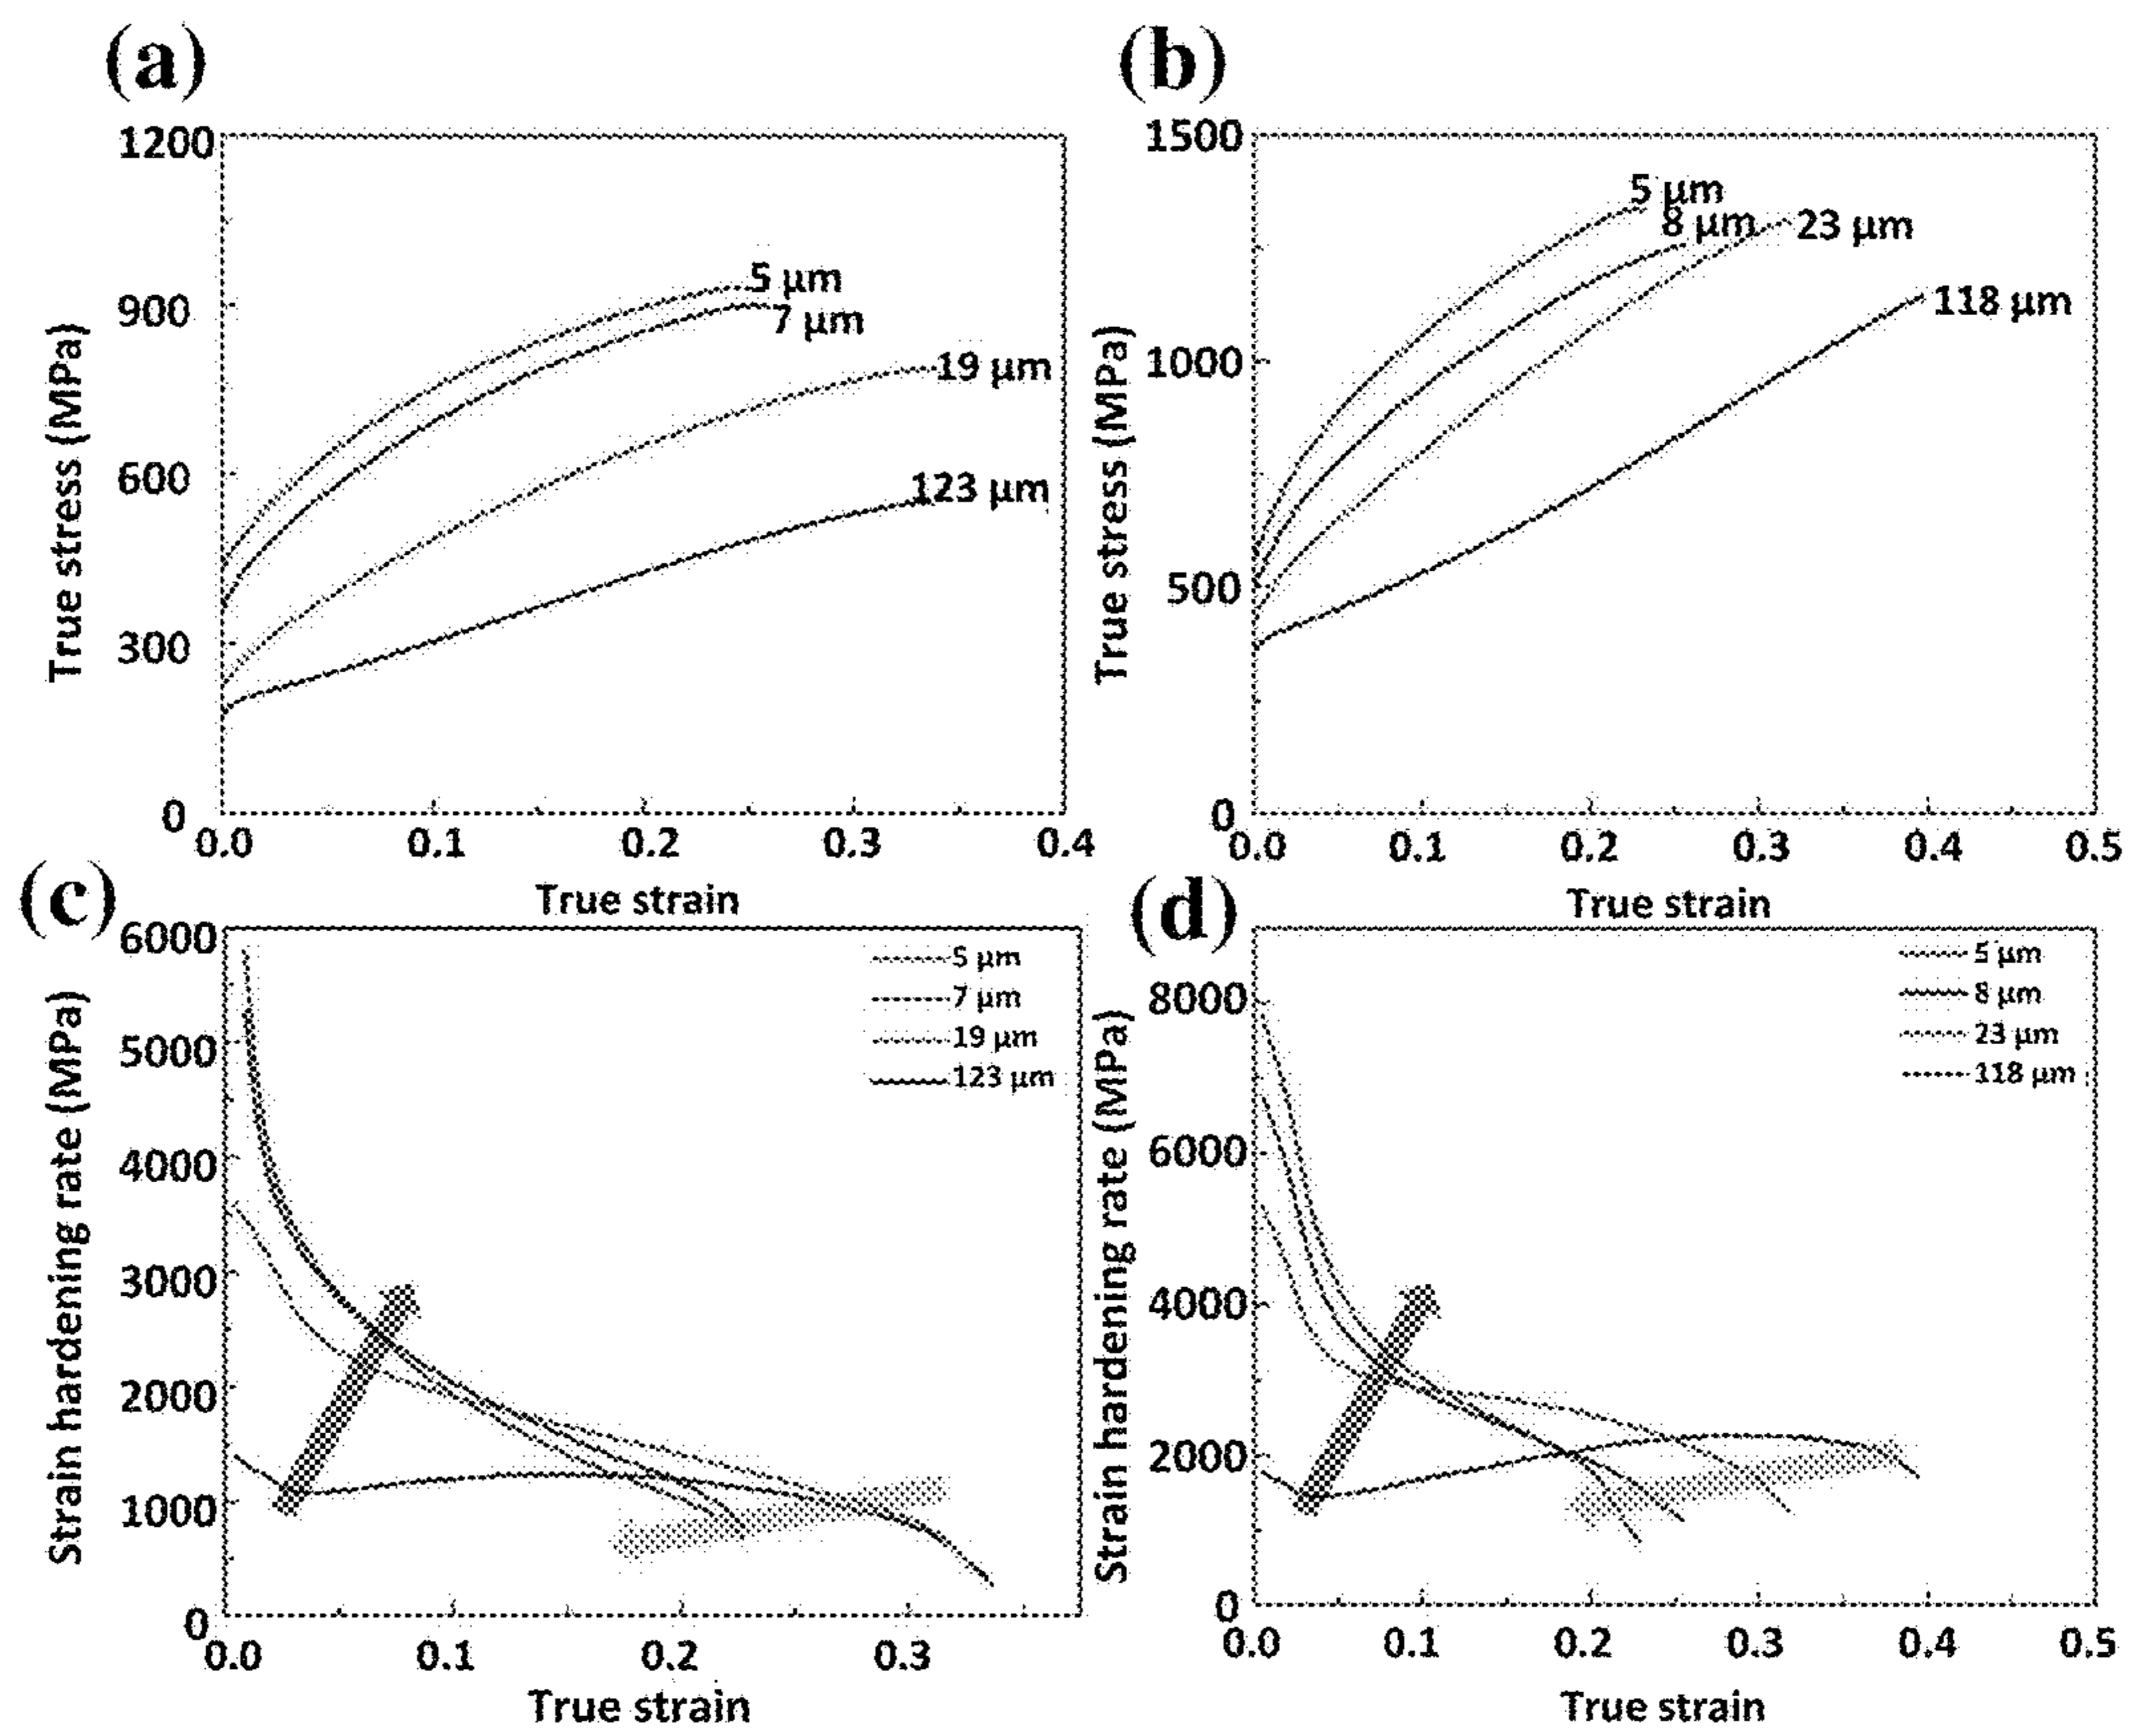 (a)
1200
900
600
300
0
True stress (MPa)
5 μm
7 μm
19 μm
123 μm
0.0 0.1 0.2 0.3 0.4
True strain
(b)
1500
1000
500
0
True stress (MPa)
5 μm
8 μm
23 μm
118 μm
0.0 0.1 0.2 0.3 0.4 0.5
True strain
(c)
6000
5000
4000
3000
2000
1000
0
Strain hardening rate (MPa)
5 μm
7 μm
19 μm
123 μm
0.0 0.1 0.2 0.3
True strain
(d)
8000
6000
4000
2000
0
Strain hardening rate (MPa)
5 μm
8 μm
23 μm
118 μm
0.0 0.1 0.2 0.3 0.4 0.5
True strain